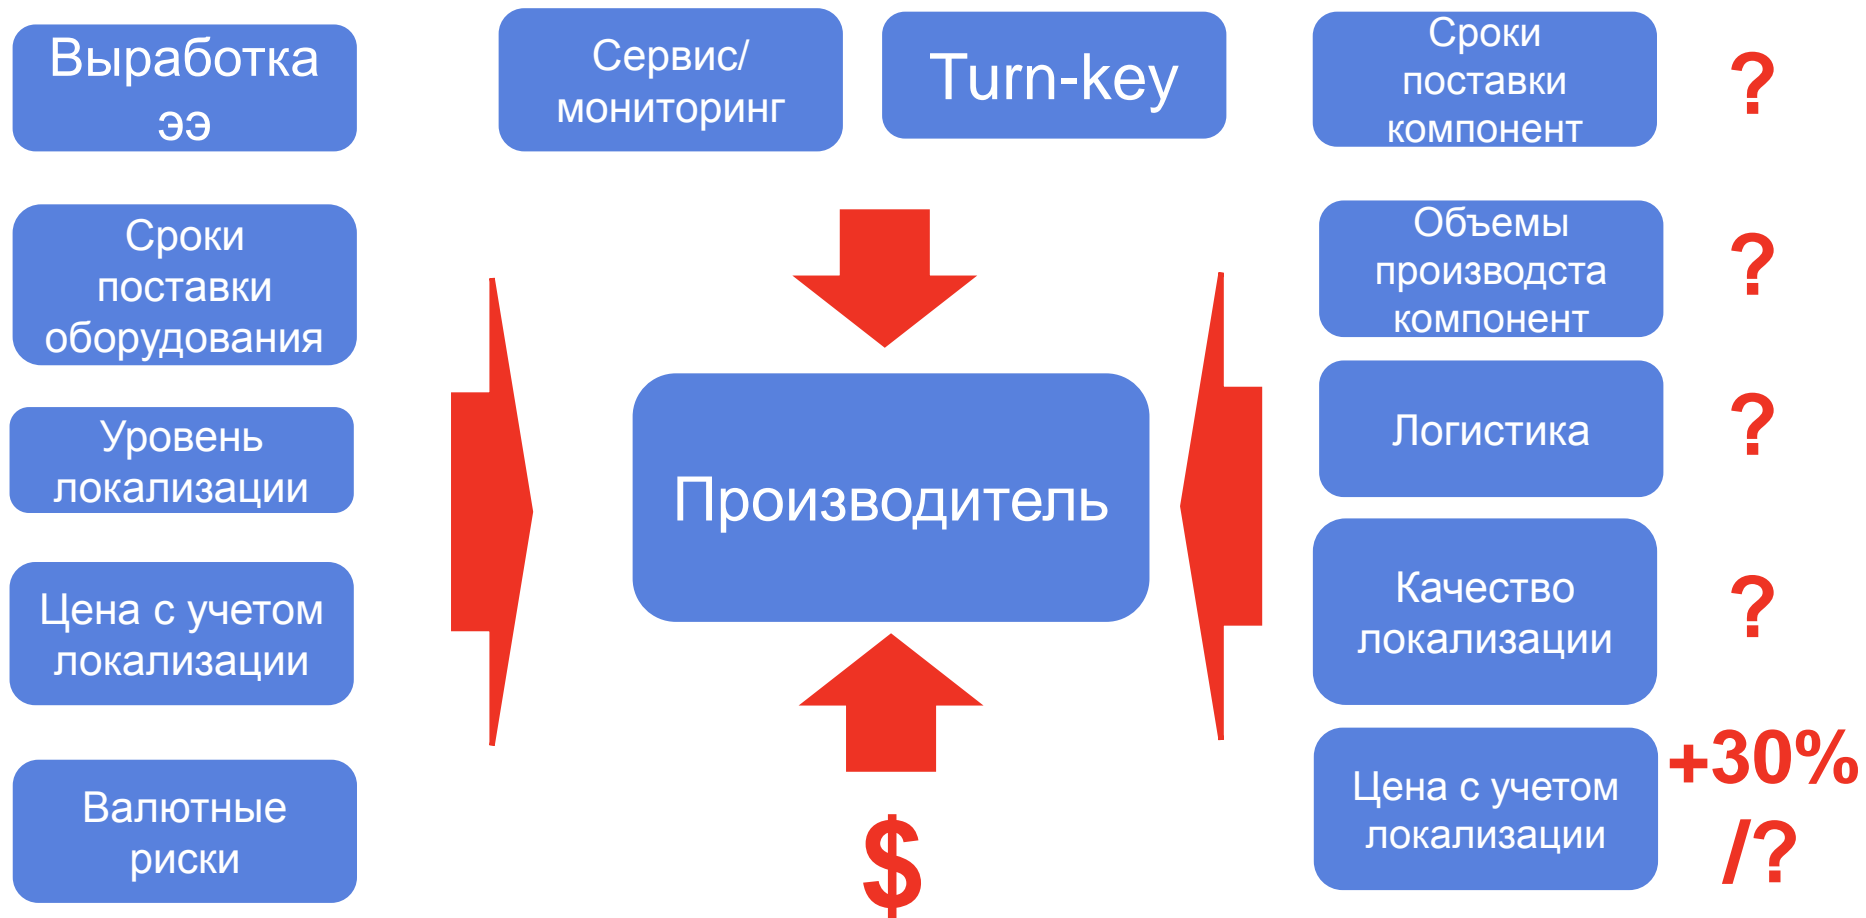 Выработка
ээ
Сроки
поставки
оборудования
Уровень
локализации
Цена с учетом
локализации
Валютные
риски
Сервис/
мониторинг
Turn-key
Производитель
$
Сроки
поставки
компонент
?
Объемы
производста
компонент
?
Логистика
?
Качество
локализации
?
Цена с учетом
локализации
+30%
/?